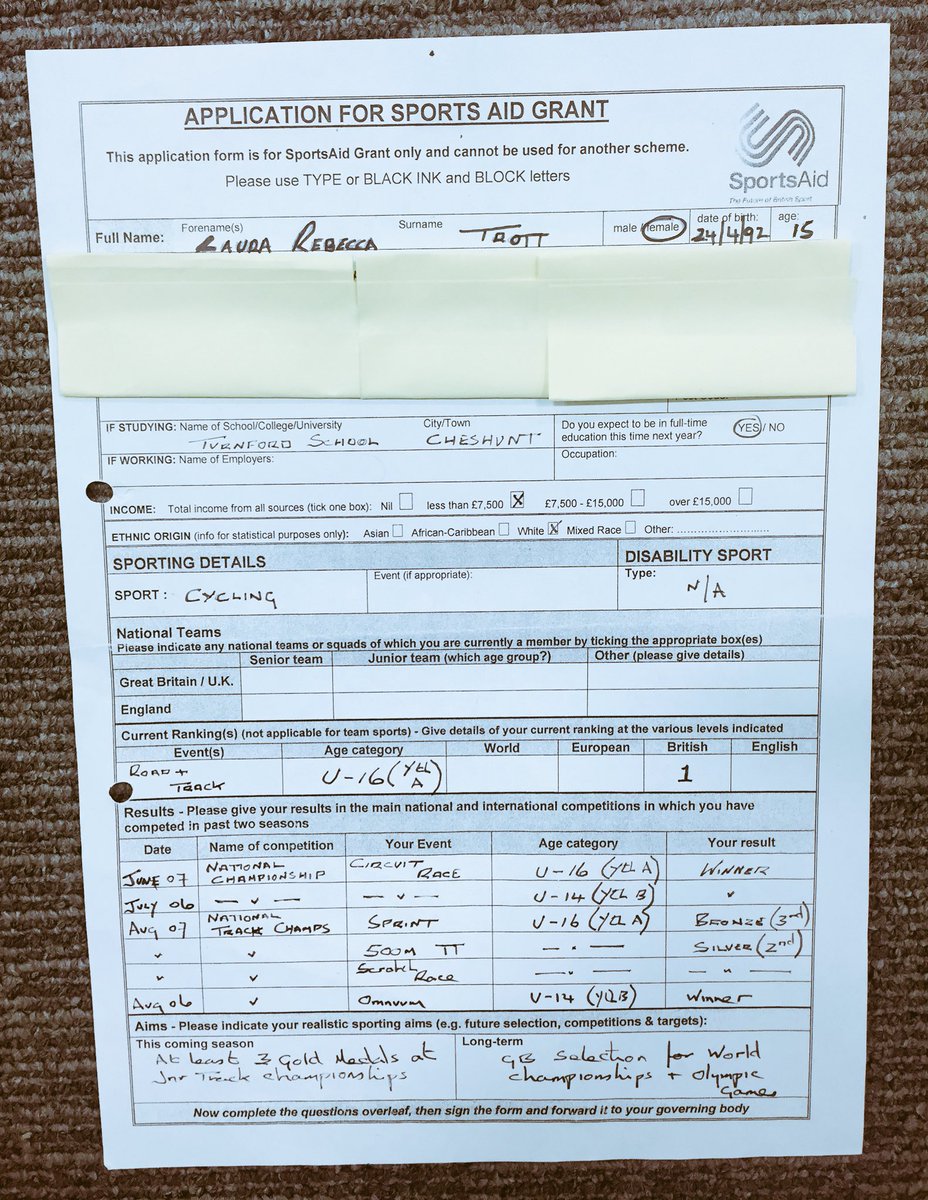 APPLICATION FOR SPORTS AID GRANT
This application form is for SportsAid Grant only and cannot be used for another scheme.
Please use TYPE or BLACK INK and BLOCK letters
SportsAid
The Future of British Sport
Full Name: Forename(s) LAURA REBECCA Surname TROTT male / female date of birth: 24/4/92 age: 15
IF STUDYING: Name of School/College/University City/Town Do you expect to be in full-time education this time next year? YES / NO
TURNFORD SCHOOL CHESHUNT
IF WORKING: Name of Employers: Occupation:
INCOME: Total income from all sources (tick one box): Nil less than £7,500 X £7,500 - £15,000 over £15,000
ETHNIC ORIGIN (info for statistical purposes only): Asian African-Caribbean White X Mixed Race Other: ............................
SPORTING DETAILS DISABILITY SPORT
SPORT : CYCLING Event (if appropriate): Type: N/A
National Teams
Please indicate any national teams or squads of which you are currently a member by ticking the appropriate box(es)
Senior team Junior team (which age group?) Other (please give details)
Great Britain / U.K.
England
Current Ranking(s) (not applicable for team sports) - Give details of your current ranking at the various levels indicated
Event(s) Age category World European British English
ROAD + TRACK U-16 (YTH A) 1
Results - Please give your results in the main national and international competitions in which you have
competed in past two seasons
Date Name of competition Your Event Age category Your result
JUNE 07 NATIONAL CHAMPIONSHIP CIRCUIT RACE U-16 (YTH A) WINNER
JULY 06 — " — — " — U-14 (YTH B) "
AUG 07 NATIONAL TRACK CHAMPS SPRINT U-16 (YTH A) BRONZE (3rd)
" " 500M TT — " — SILVER (2nd)
" " Scratch Race — " — — " —
Aug 06 " Omnium U-14 (YTH B) Winner
Aims - Please indicate your realistic sporting aims (e.g. future selection, competitions & targets):
This coming season Long-term
At least 3 Gold Medals at GB Selection for World
Jnr Track championships championships + Olympic
Games
Now complete the questions overleaf, then sign the form and forward it to your governing body